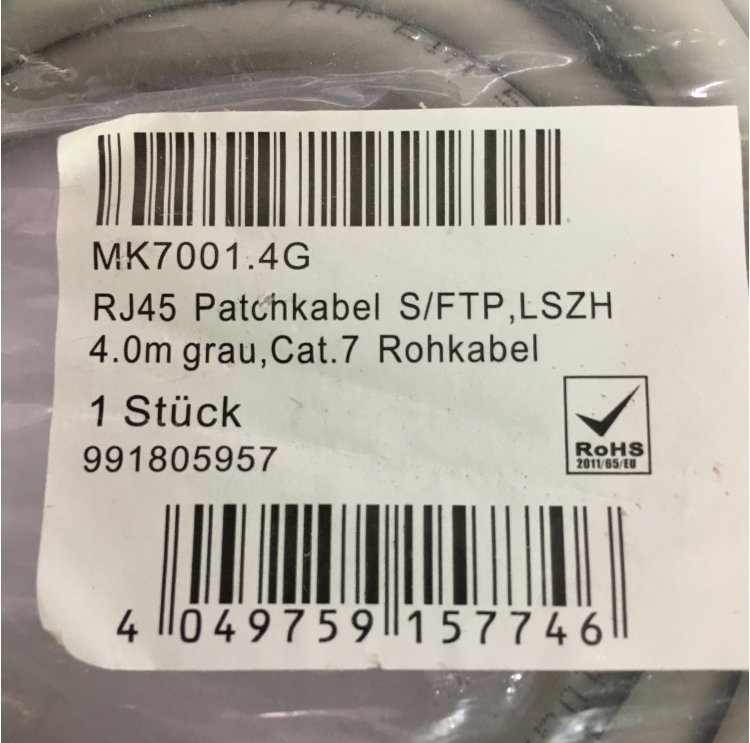 MK7001.4G
RJ45 Patchkabel S/FTP,LSZH
4.0m grau,Cat.7 Rohkabel
1 Stück
991805957
RoHS
2011/65/EU
4 049759 157746